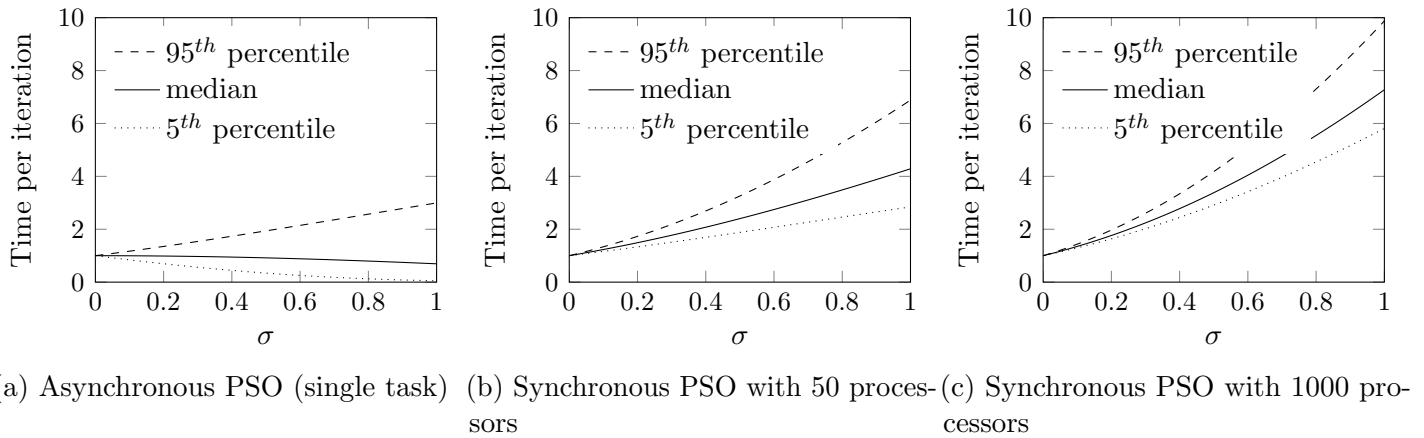 10
8
6
4
2
0
0 0.2 0.4 0.6 0.8 1
Time per iteration
σ
95th percentile
median
5th percentile
10
8
6
4
2
0
0 0.2 0.4 0.6 0.8 1
Time per iteration
σ
95th percentile
median
5th percentile
10
8
6
4
2
0
0 0.2 0.4 0.6 0.8 1
Time per iteration
σ
95th percentile
median
5th percentile
a) Asynchronous PSO (single task)
(b) Synchronous PSO with 50 proces-
sors
(c) Synchronous PSO with 1000 pro-
cessors